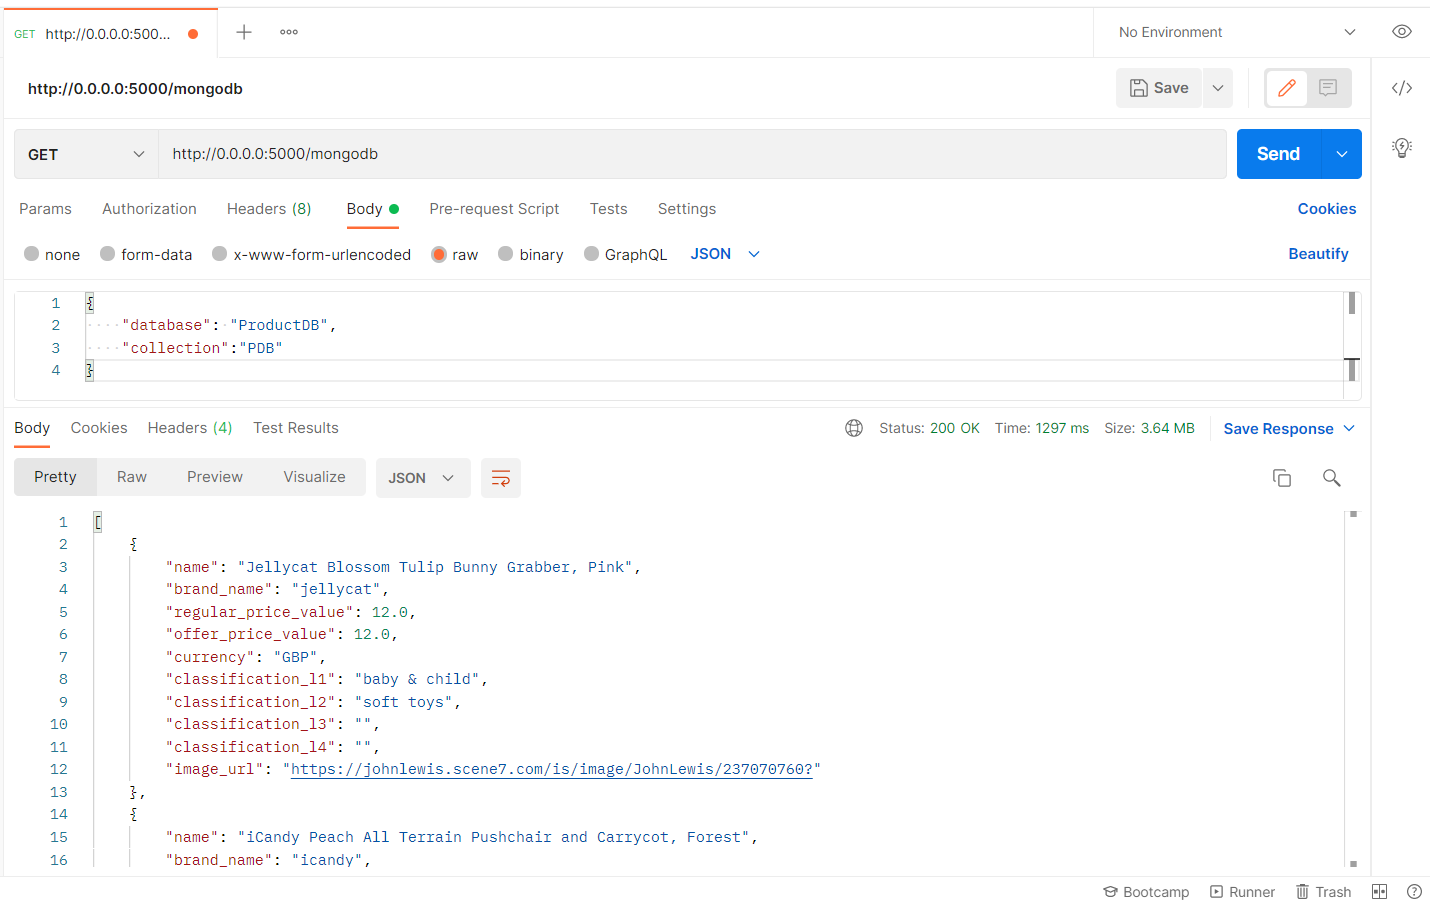 GET http://0.0.0.0:500... No Environment
http://0.0.0.0:5000/mongodb Save
GET http://0.0.0.0:5000/mongodb Send
Params Authorization Headers (8) Body Pre-request Script Tests Settings Cookies
none form-data x-www-form-urlencoded raw binary GraphQL JSON Beautify
1 {
2 ····"database":·"ProductDB",
3 ····"collection":"PDB"
4 }
Body Cookies Headers (4) Test Results Status: 200 OK Time: 1297 ms Size: 3.64 MB Save Response
Pretty Raw Preview Visualize JSON
1 [
2 {
3 "name": "Jellycat Blossom Tulip Bunny Grabber, Pink",
4 "brand_name": "jellycat",
5 "regular_price_value": 12.0,
6 "offer_price_value": 12.0,
7 "currency": "GBP",
8 "classification_l1": "baby & child",
9 "classification_l2": "soft toys",
10 "classification_l3": "",
11 "classification_l4": "",
12 "image_url": "https://johnlewis.scene7.com/is/image/JohnLewis/237070760?"
13 },
14 {
15 "name": "iCandy Peach All Terrain Pushchair and Carrycot, Forest",
16 "brand_name": "icandy",
Bootcamp Runner Trash